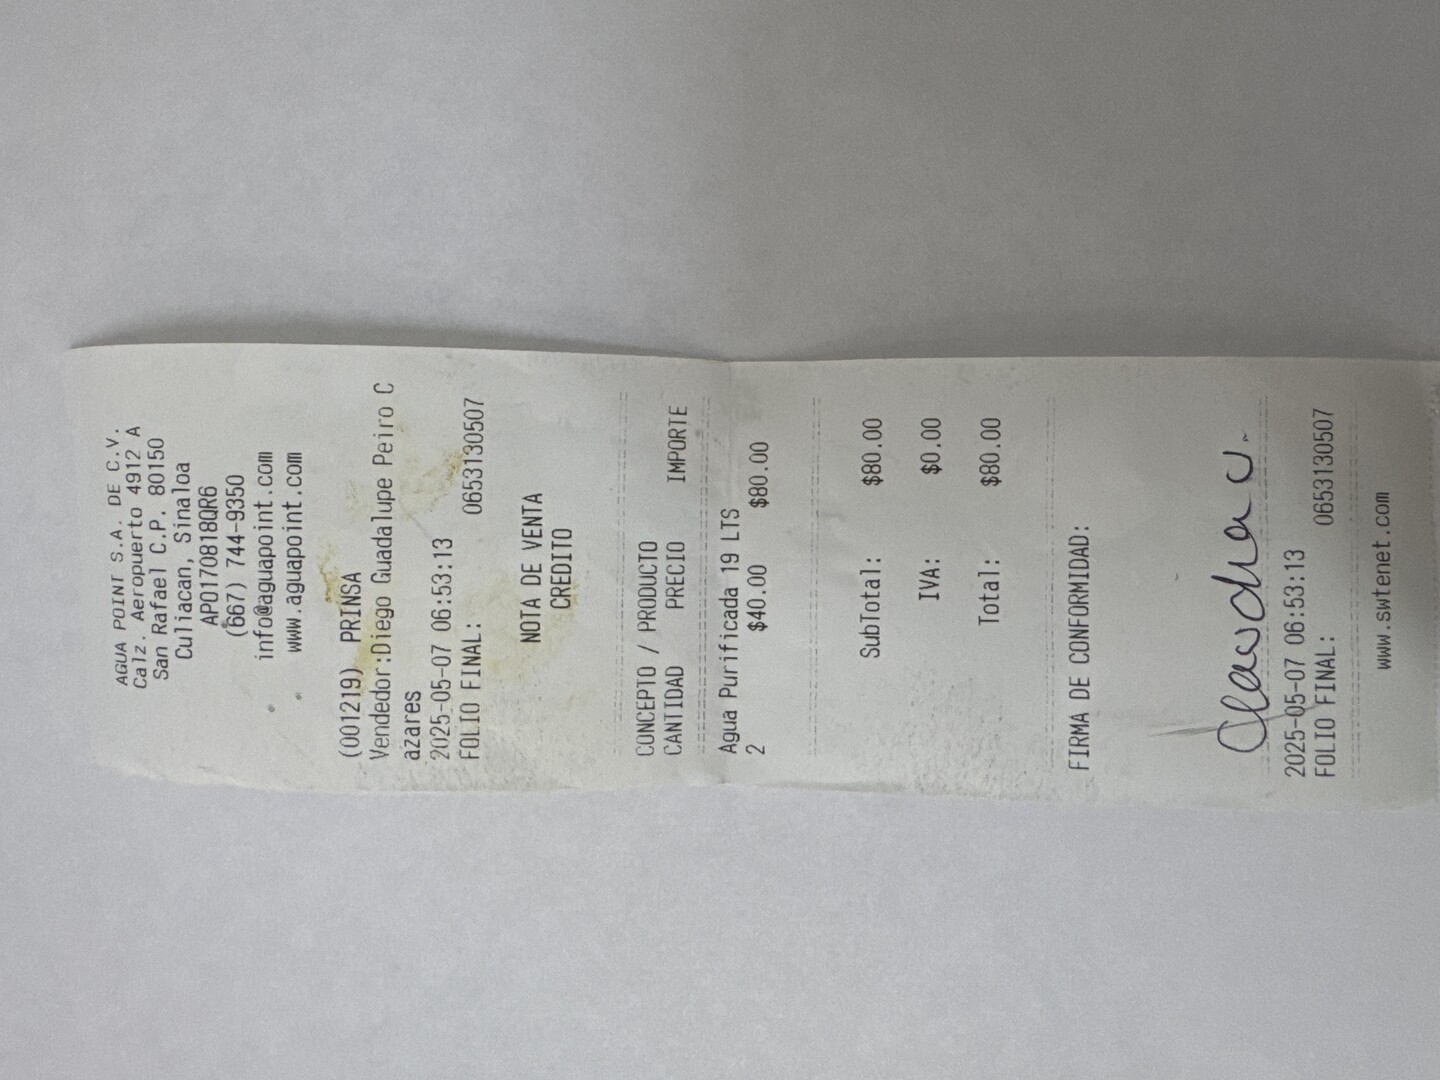 AGUA POINT S.A. DE C.V.
Calz. Aeropuerto 4912 A
San Rafael C.P. 80150
Culiacan, Sinaloa
APO170818QR6
(667) 744-9350
info@aguapoint.com
www.aguapoint.com
(001219) PRINSA
Vendedor:Diego Guadalupe Peiro C
azares
2025-05-07 06:53:13
FOLIO FINAL: 0653130507
NOTA DE VENTA
CREDITO
CONCEPTO / PRODUCTO
CANTIDAD PRECIO IMPORTE
Agua Purificada 19 LTS
2 $40.00 $80.00
SubTotal: $80.00
IVA: $0.00
Total: $80.00
FIRMA DE CONFORMIDAD:
2025-05-07 06:53:13
FOLIO FINAL: 0653130507
www.swtenet.com